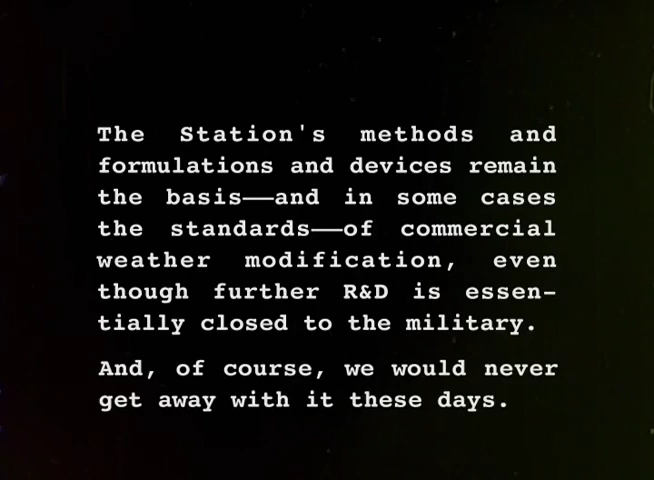 The Station's methods and
formulations and devices remain
the basis——and in some cases
the standards——of commercial
weather modification, even
though further R&D is essen-
tially closed to the military.
And, of course, we would never
get away with it these days.